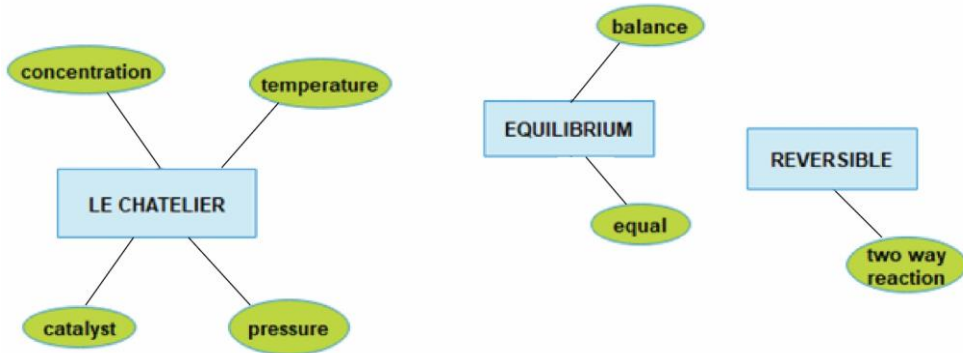 concentration
temperature
LE CHATELIER
catalyst
pressure
balance
EQUILIBRIUM
equal
REVERSIBLE
two way
reaction